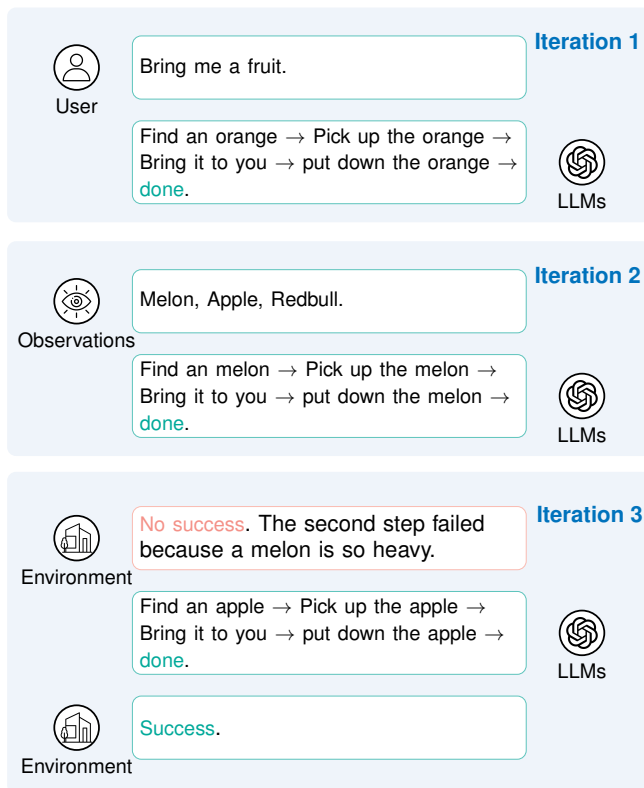 Iteration 1
Bring me a fruit.
User
Find an orange → Pick up the orange →
Bring it to you → put down the orange →
done.
LLMs
Iteration 2
Melon, Apple, Redbull.
Observations
Find an melon → Pick up the melon →
Bring it to you → put down the melon →
done.
LLMs
Iteration 3
No success. The second step failed
because a melon is so heavy.
Environment
Find an apple → Pick up the apple →
Bring it to you → put down the apple →
done.
LLMs
Success.
Environment